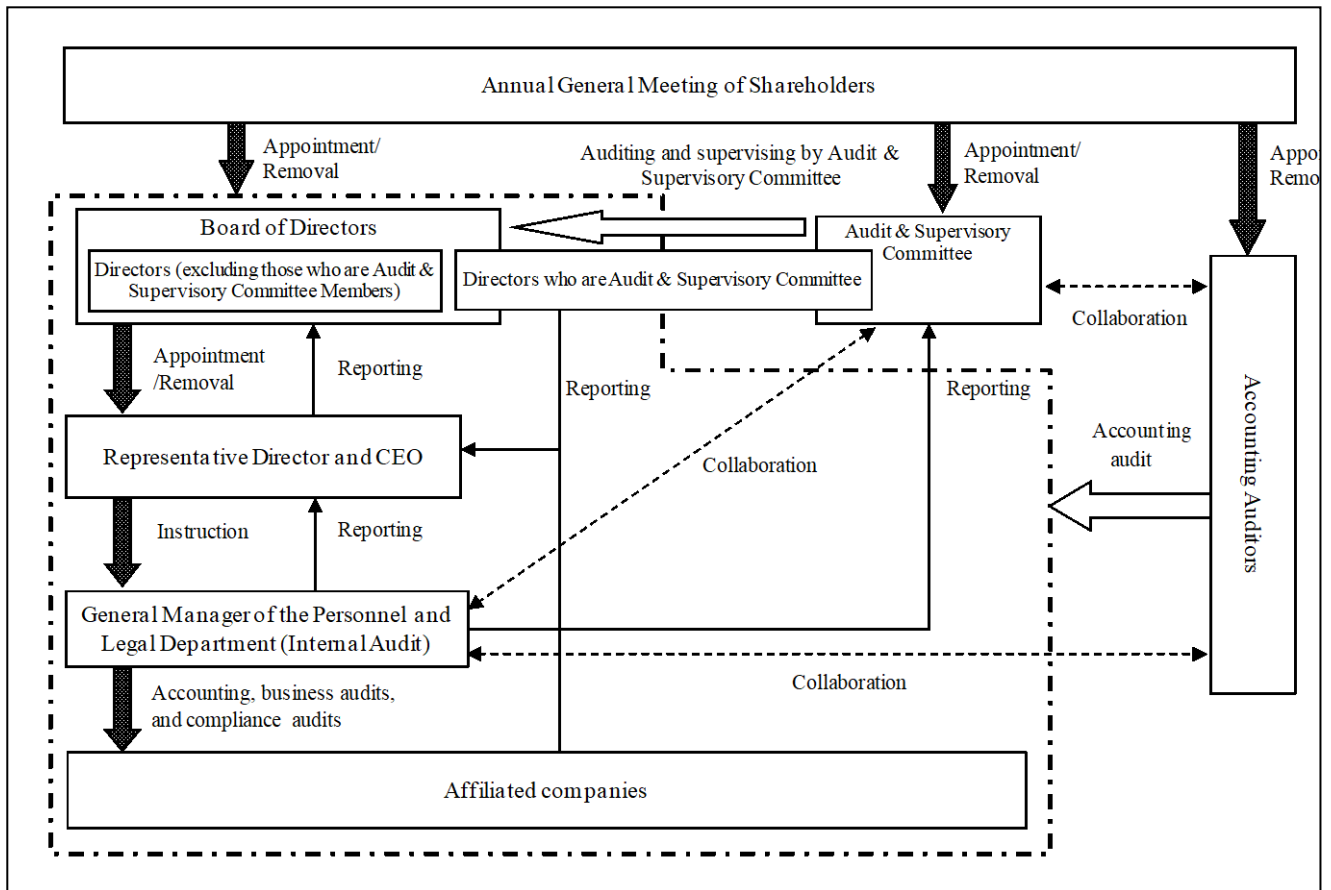 Annual General Meeting of Shareholders
Appointment/
Removal
Auditing and supervising by Audit &
Supervisory Committee
Appointment/
Removal
Appoi
Remo
Board of Directors
Directors (excluding those who are Audit &
Supervisory Committee Members)
Directors who are Audit & Supervisory Committee
Audit & Supervisory
Committee
Collaboration
Appointment
/Removal
Reporting
Reporting
Reporting
Representative Director and CEO
Collaboration
Accounting
audit
Accounting Auditors
Instruction
Reporting
General Manager of the Personnel and
Legal Department (Internal Audit)
Collaboration
Accounting, business audits,
and compliance audits
Affiliated companies